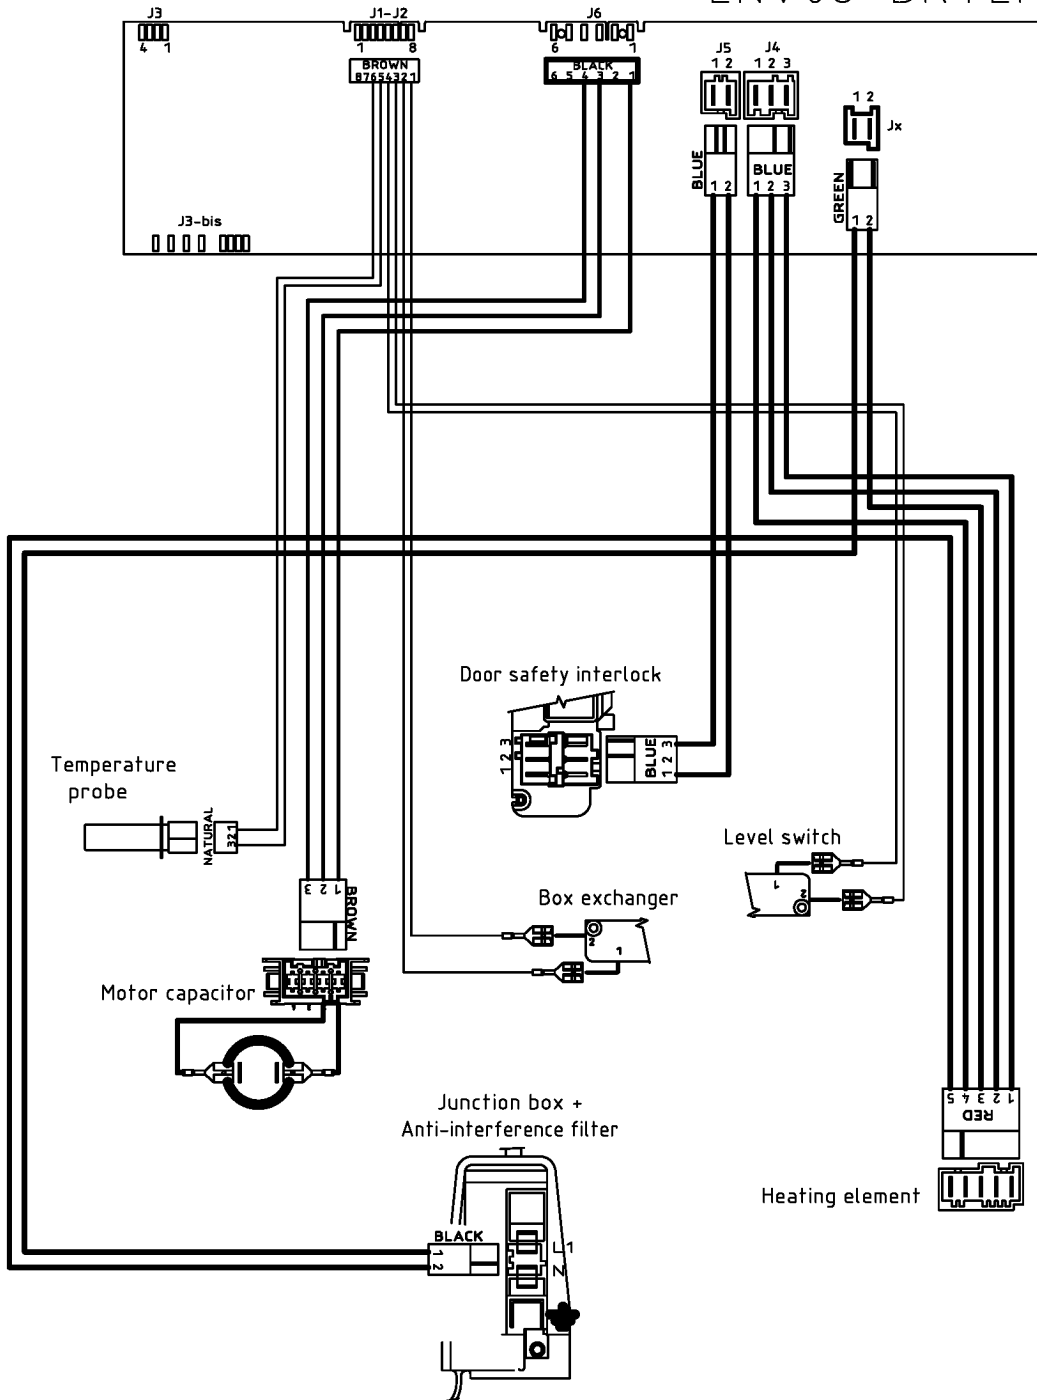 J3
J1-J2
J6
4 1
1 8
6 1
BROWN
87654321
BLACK
6 5 4 3 2 1
J5 J4
1 2 1 2 3
1 2
Jx
BLUE
1 2
BLUE
1 2 3
GREEN
1 2
J3-bis
Door safety interlock
1 2 3
BLUE
1 2 3
Temperature
probe
NATURAL
321
Level switch
1
2
3 2 1
BROWN
Box exchanger
2
1
Motor capacitor
Junction box +
Anti-interference filter
5 4 3 2 1
RED
Heating element
BLACK
1
2
L1
N